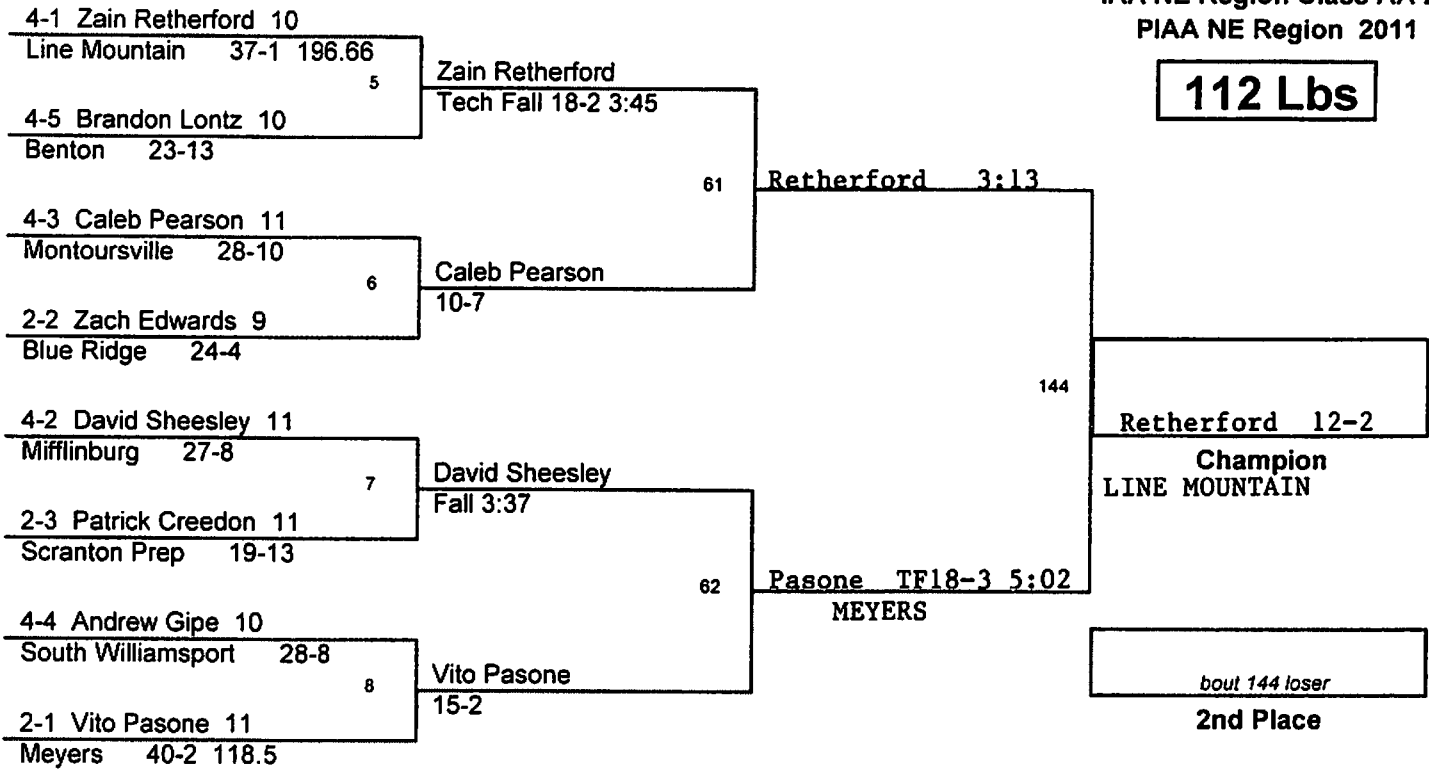 NE Region Class AA
PIAA NE Region 2011
112 Lbs
4-1 Zain Retherford 10
Line Mountain 37-1 196.66
5
Zain Retherford
Tech Fall 18-2 3:45
4-5 Brandon Lontz 10
Benton 23-13
61
Retherford 3:13
4-3 Caleb Pearson 11
Montoursville 28-10
6
Caleb Pearson
10-7
2-2 Zach Edwards 9
Blue Ridge 24-4
144
Retherford 12-2
Champion
LINE MOUNTAIN
4-2 David Sheesley 11
Mifflinburg 27-8
7
David Sheesley
Fall 3:37
2-3 Patrick Creedon 11
Scranton Prep 19-13
62
Pasone TF18-3 5:02
MEYERS
4-4 Andrew Gipe 10
South Williamsport 28-8
8
Vito Pasone
15-2
2-1 Vito Pasone 11
Meyers 40-2 118.5
bout 144 loser
2nd Place